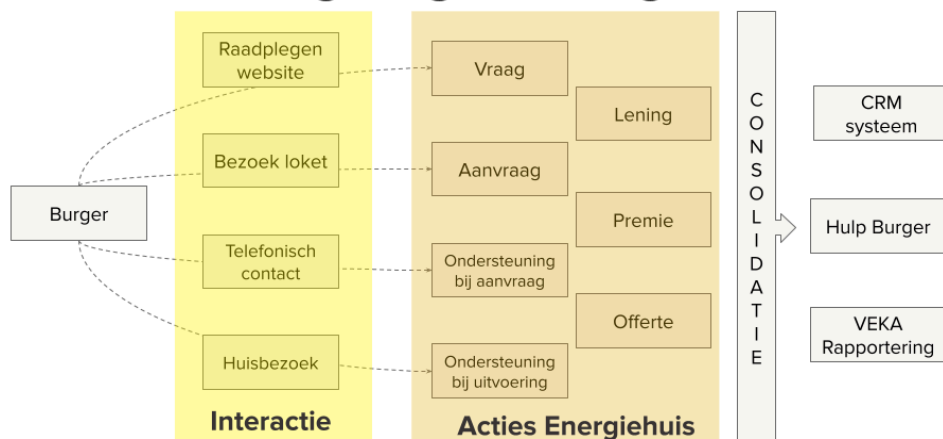 Burger
Raadplegen
website
Bezoek loket
Telefonisch
contact
Huisbezoek
Interactie
Vraag
Lening
Aanvraag
Premie
Ondersteuning
bij aanvraag
Offerte
Ondersteuning
bij uitvoering
Acties Energiehuis
CONSOLIDATIE
CRM
systeem
Hulp Burger
VEKA
Rapportering